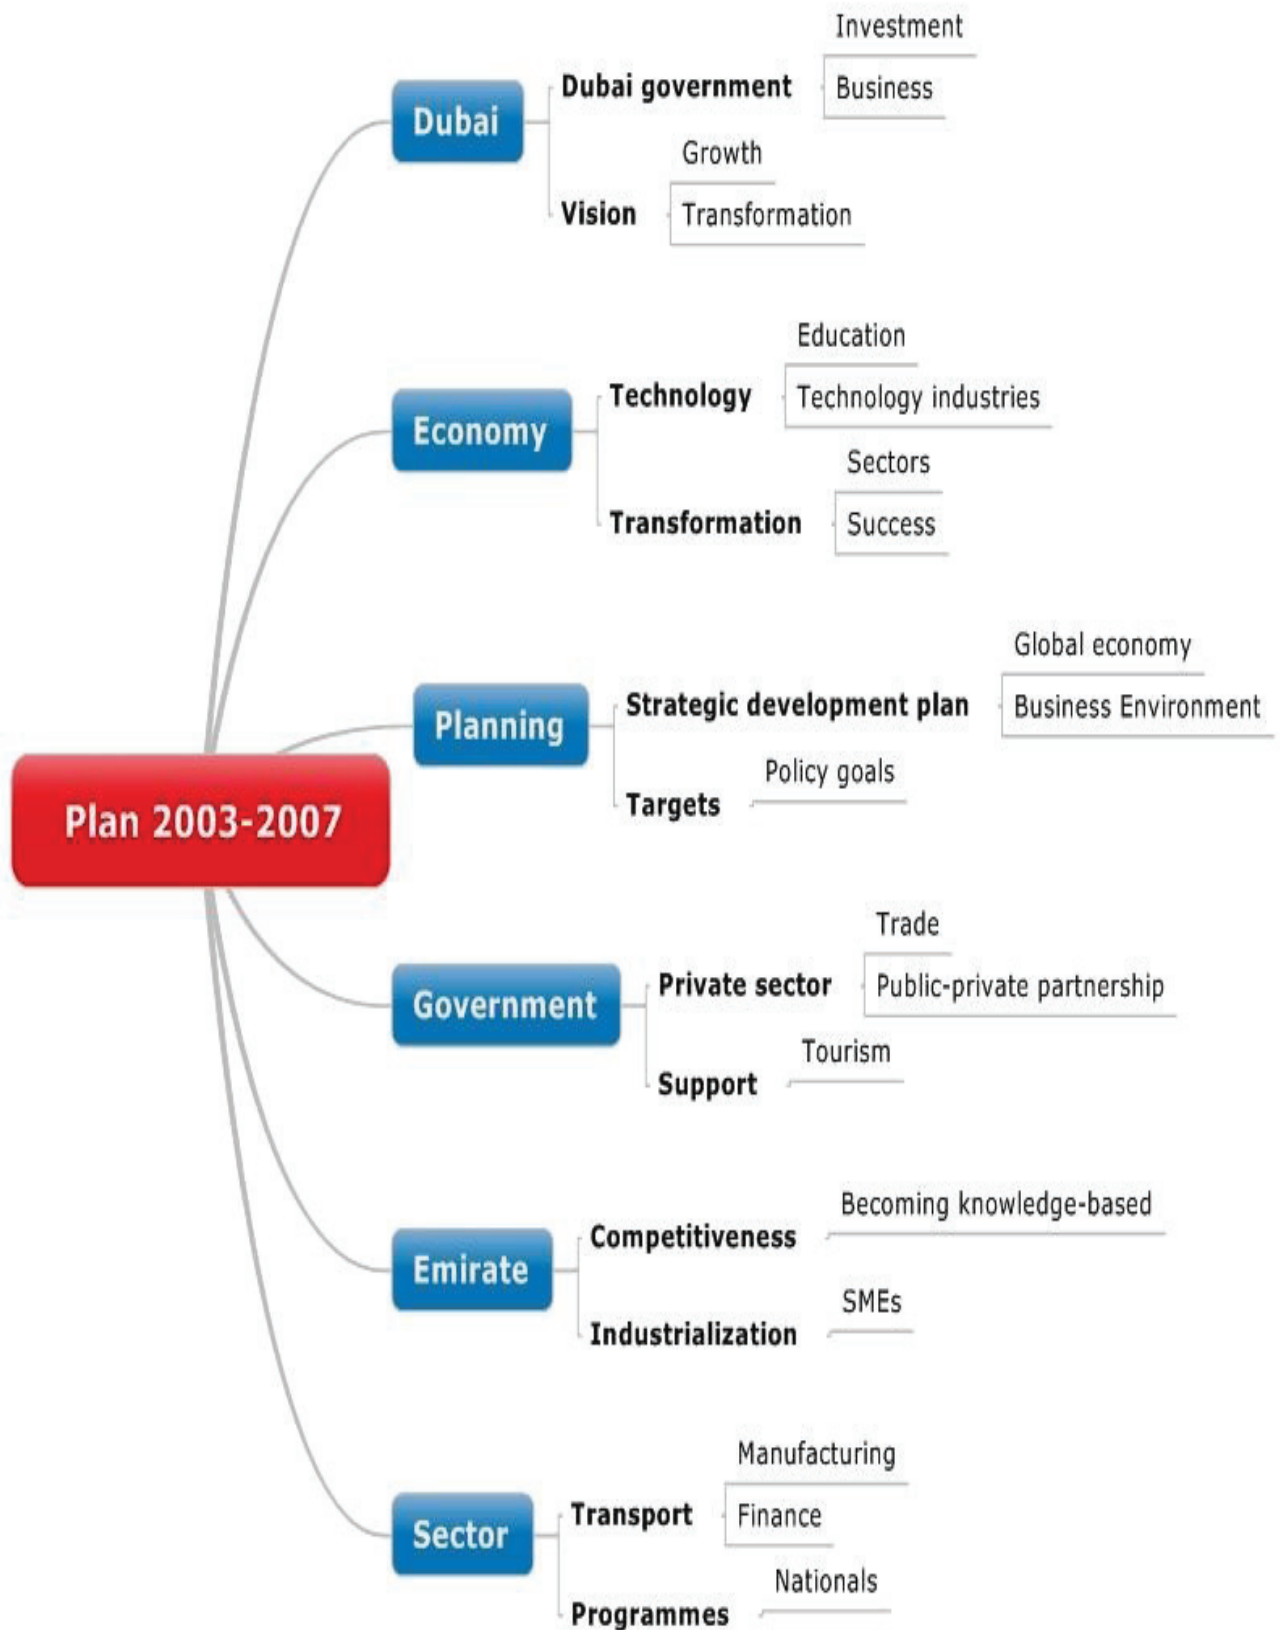 Investment
Dubai government
Business
Dubai
Growth
Vision
Transformation
Education
Technology
Technology industries
Economy
Sectors
Transformation
Success
Global economy
Strategic development plan
Business Environment
Planning
Policy goals
Targets
Plan 2003-2007
Trade
Private sector
Public-private partnership
Government
Tourism
Support
Becoming knowledge-based
Competitiveness
Emirate
SMEs
Industrialization
Manufacturing
Transport
Finance
Sector
Nationals
Programmes